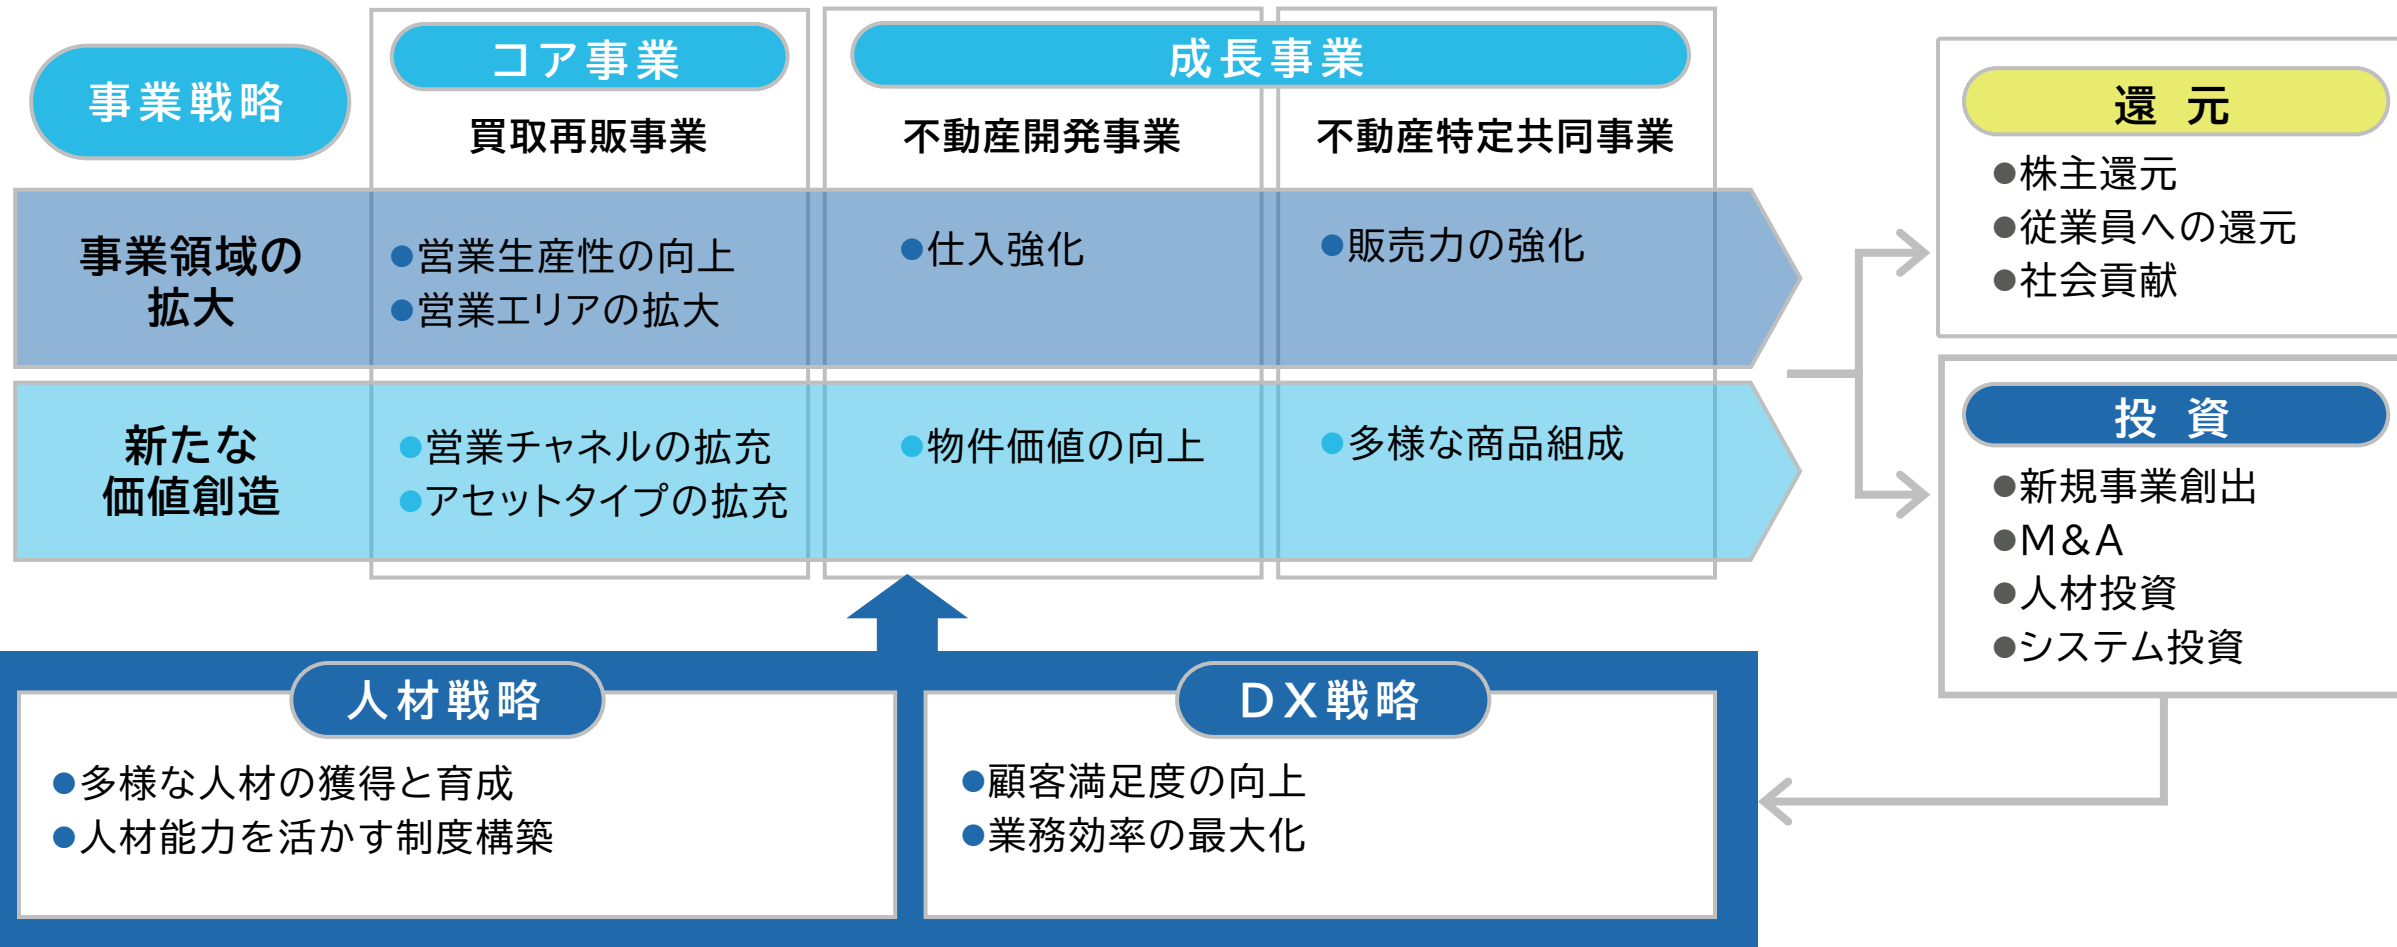 事業戦略
コア事業
成長事業
買取再販事業
不動産開発事業
不動産特定共同事業
事業領域の
拡大
●営業生産性の向上
●営業エリアの拡大
●仕入強化
●販売力の強化
新たな
価値創造
●営業チャネルの拡充
●アセットタイプの拡充
●物件価値の向上
●多様な商品組成
還 元
●株主還元
●従業員への還元
●社会貢献
投 資
●新規事業創出
●M&A
●人材投資
●システム投資
人材戦略
●多様な人材の獲得と育成
●人材能力を活かす制度構築
DX戦略
●顧客満足度の向上
●業務効率の最大化